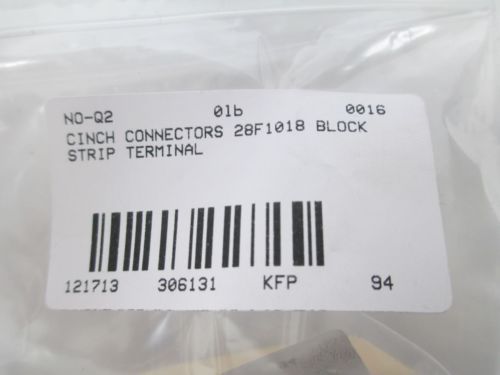 NO-Q2 01b 0016
CINCH CONNECTORS 28F1018 BLOCK
STRIP TERMINAL
121713 306131 KFP 94